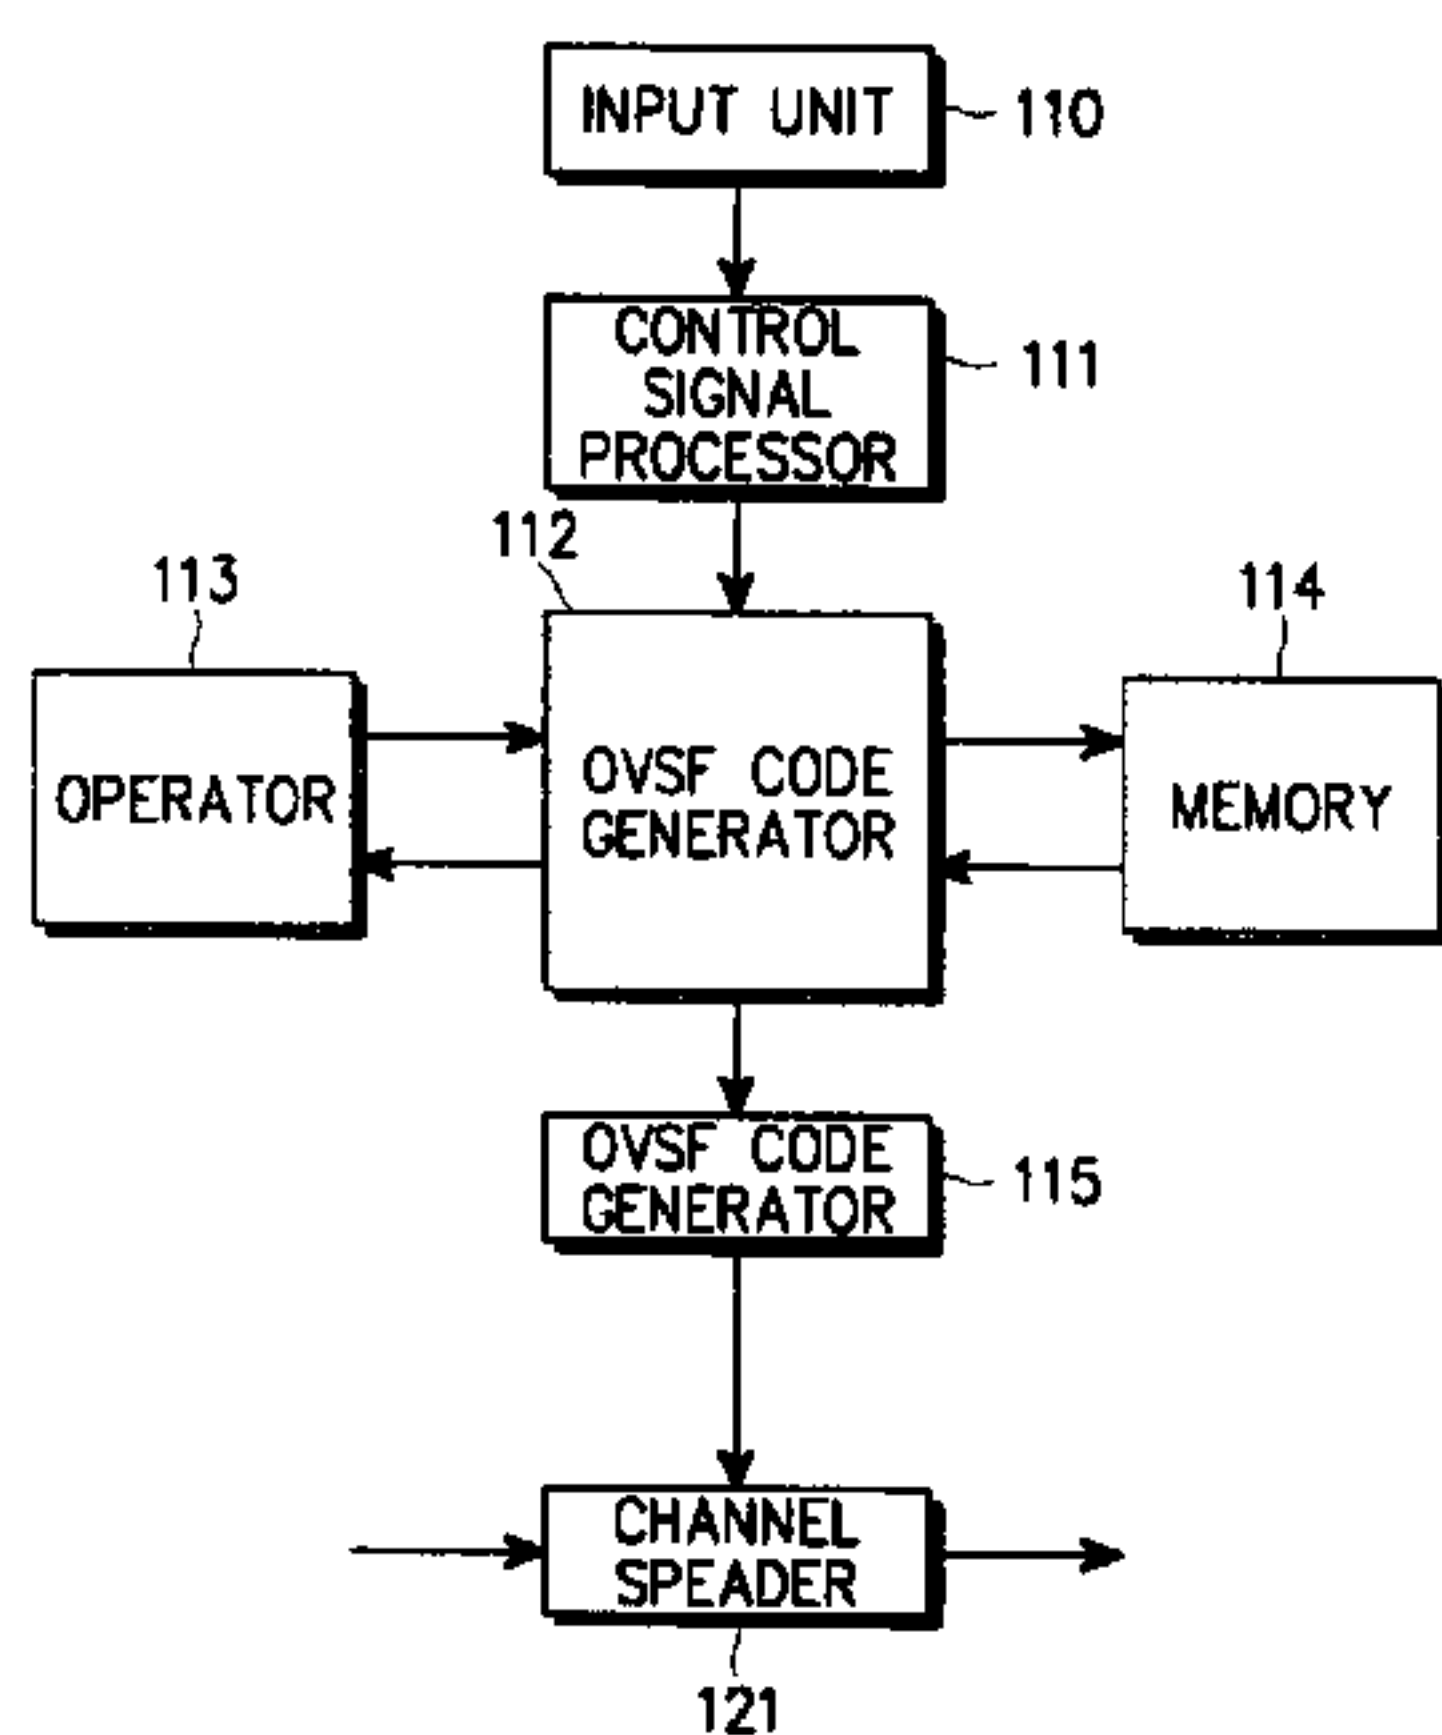 INPUT UNIT
110
CONTROL
SIGNAL
PROCESSOR
111
112
113
114
OPERATOR
OVSF CODE
GENERATOR
MEMORY
OVSF CODE
GENERATOR
115
CHANNEL
SPEADER
121